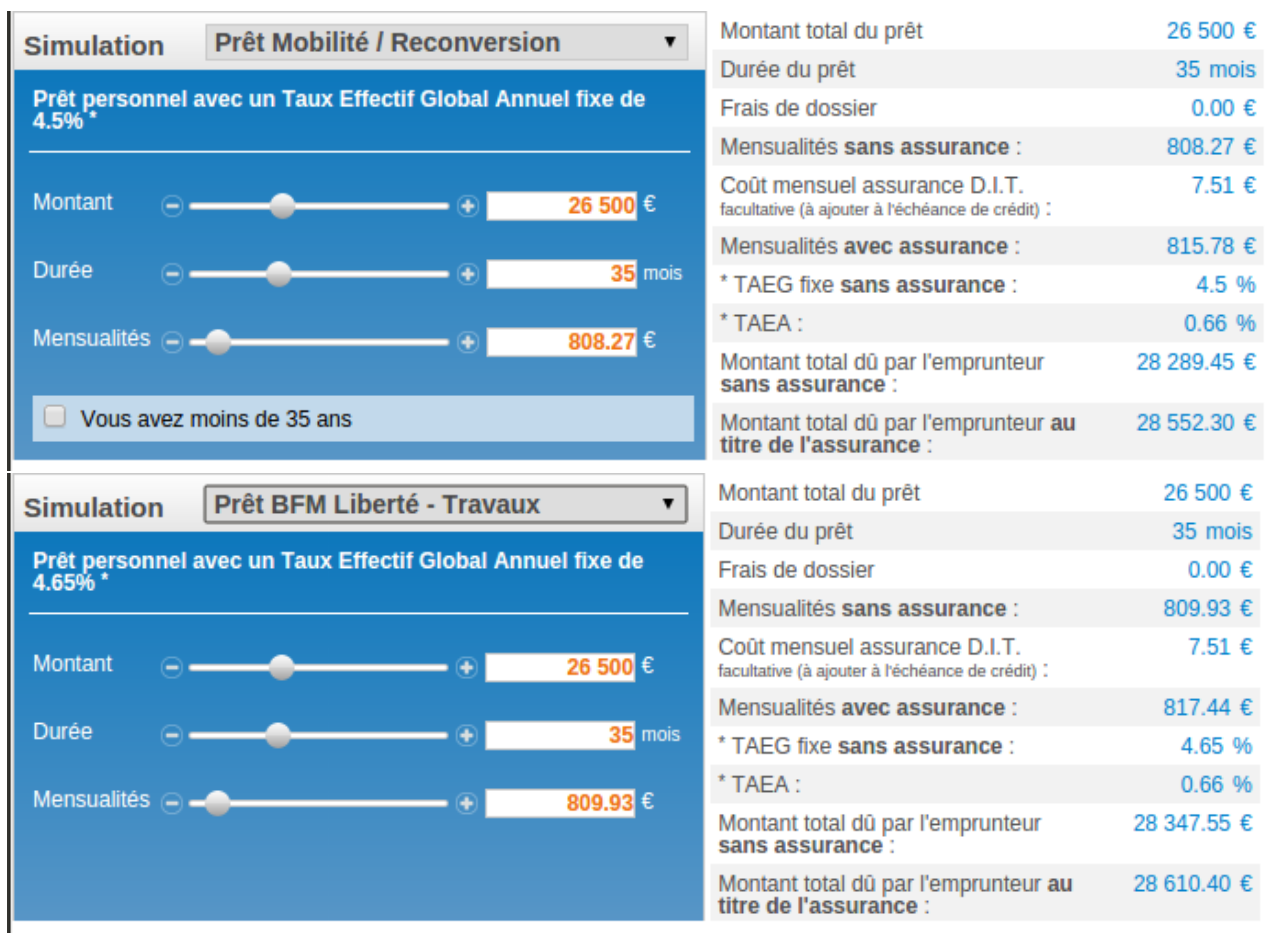 Simulation Prêt Mobilité / Reconversion ▼
Prêt personnel avec un Taux Effectif Global Annuel fixe de
4.5% *
Montant 26 500 €
Durée 35 mois
Mensualités 808.27 €
Vous avez moins de 35 ans
Montant total du prêt 26 500 €
Durée du prêt 35 mois
Frais de dossier 0.00 €
Mensualités sans assurance : 808.27 €
Coût mensuel assurance D.I.T. 7.51 €
facultative (à ajouter à l'échéance de crédit) :
Mensualités avec assurance : 815.78 €
* TAEG fixe sans assurance : 4.5 %
* TAEA : 0.66 %
Montant total dû par l'emprunteur 28 289.45 €
sans assurance :
Montant total dû par l'emprunteur au 28 552.30 €
titre de l'assurance :
Simulation Prêt BFM Liberté - Travaux ▼
Prêt personnel avec un Taux Effectif Global Annuel fixe de
4.65% *
Montant 26 500 €
Durée 35 mois
Mensualités 809.93 €
Montant total du prêt 26 500 €
Durée du prêt 35 mois
Frais de dossier 0.00 €
Mensualités sans assurance : 809.93 €
Coût mensuel assurance D.I.T. 7.51 €
facultative (à ajouter à l'échéance de crédit) :
Mensualités avec assurance : 817.44 €
* TAEG fixe sans assurance : 4.65 %
* TAEA : 0.66 %
Montant total dû par l'emprunteur 28 347.55 €
sans assurance :
Montant total dû par l'emprunteur au 28 610.40 €
titre de l'assurance :